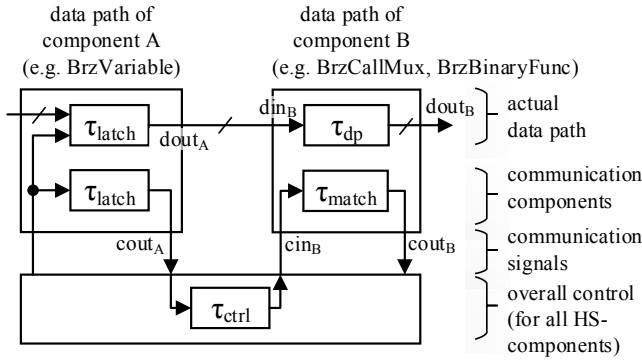 data path of
component A
(e.g. BrzVariable)
data path of
component B
(e.g. BrzCallMux, BrzBinaryFunc)
τlatch
doutA
dinB
τdp
doutB
actual
data path
τlatch
τmatch
communication
components
coutA
cinB
coutB
communication
signals
τctrl
overall control
(for all HS-
components)